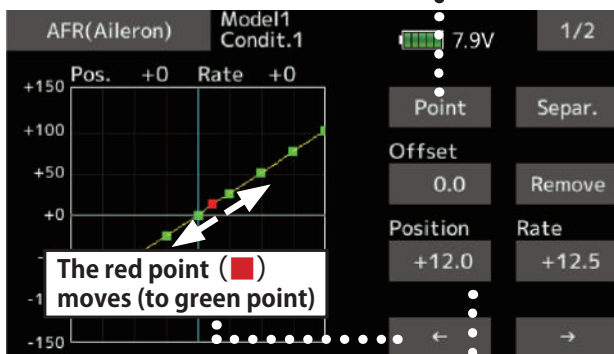 AFR(Aileron)
Model1
Condit.1
7.9V
1/2
Pos. +0 Rate +0
+150
+100
+50
+0
-
-1
-150
The red point (■)
moves (to green point)
Point
Separ.
Offset
0.0
Remove
Position
Rate
+12.0
+12.5
←
→